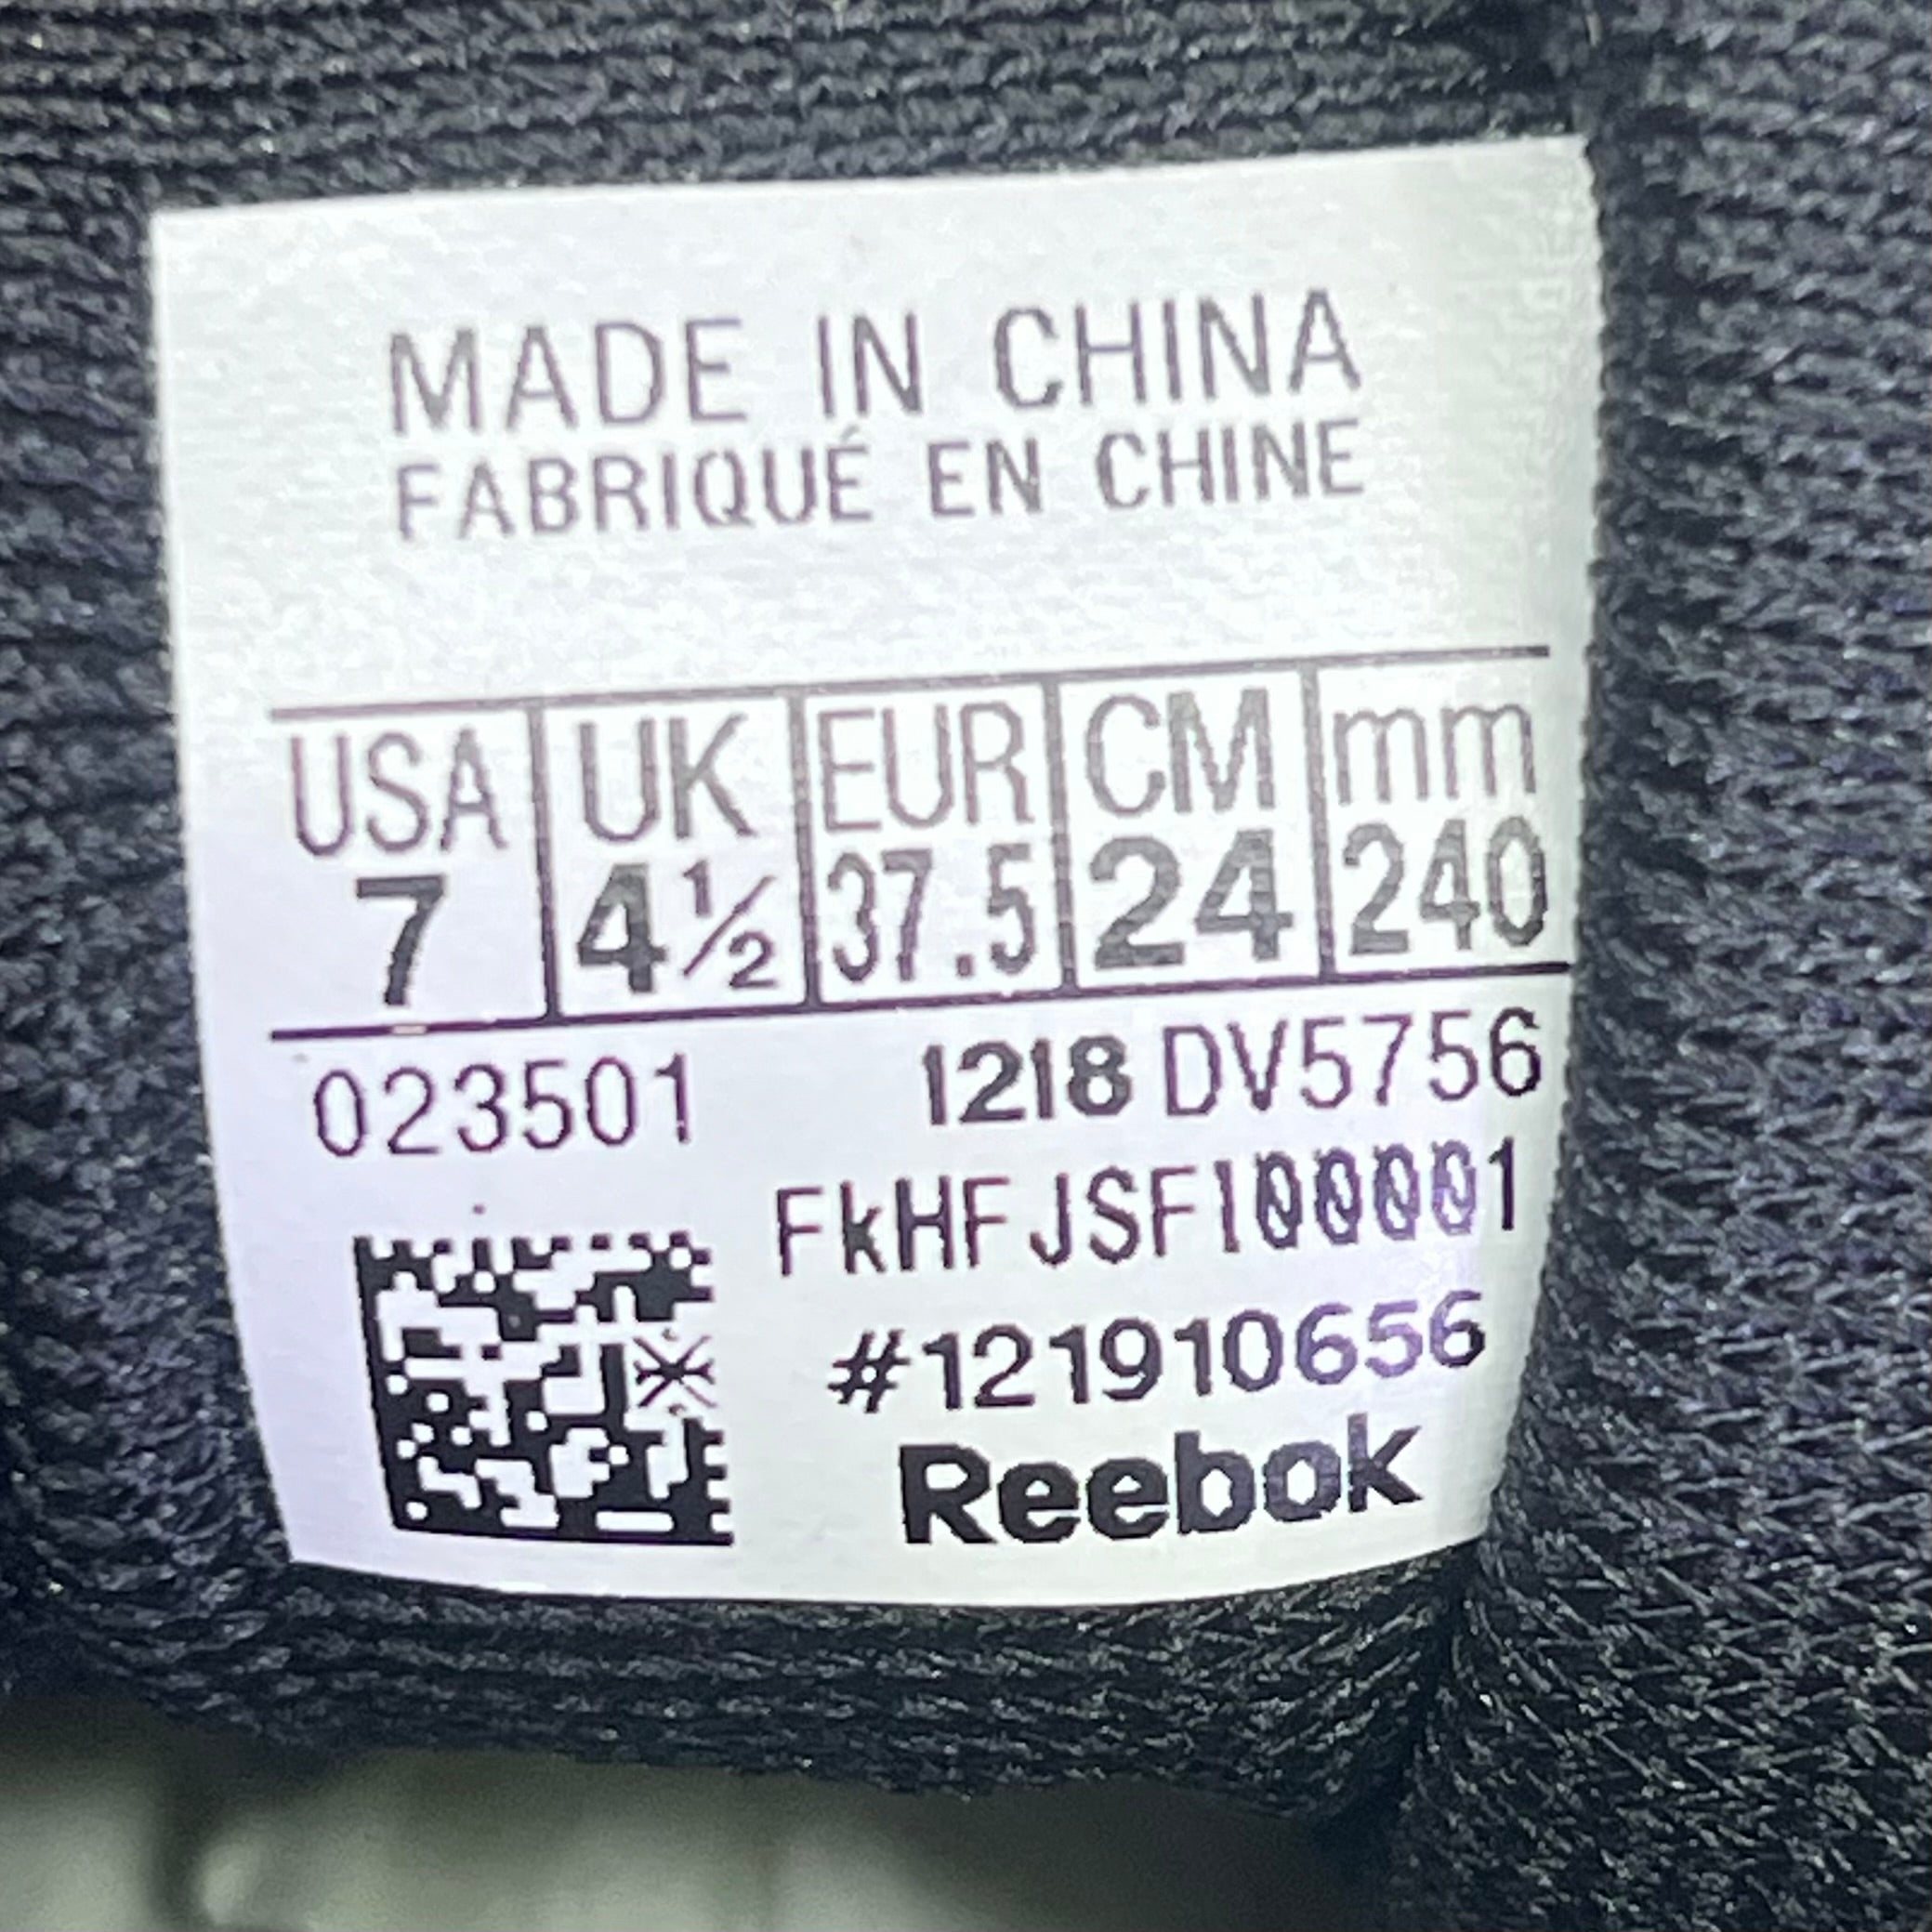 MADE IN CHINA
FABRIQUÉ EN CHINE
USA UK EUR CM mm
7 4½ 37.5 24 240
023501 1218 DV5756
FkHFJSFI00001
#121910656
Reebok